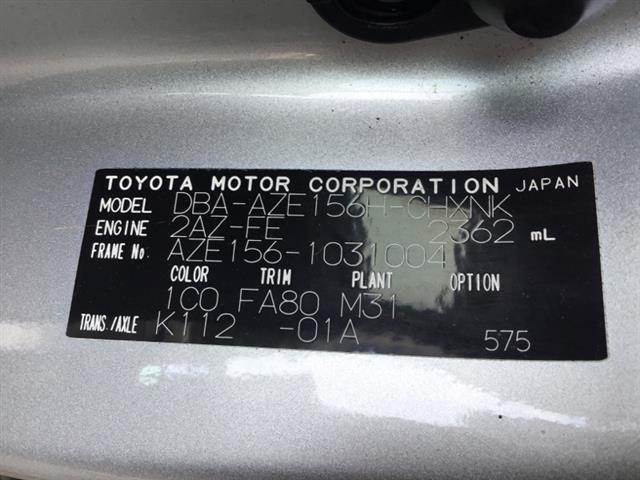 TOYOTA MOTOR CORPORATION JAPAN
MODEL DBA-AZE156H-CHXNK
ENGINE 2AZ-FE 2362 mL
FRAME No. AZE156-1031004
COLOR TRIM PLANT OPTION
1C0 FA80 M31
TRANS./AXLE K112 -01A 575